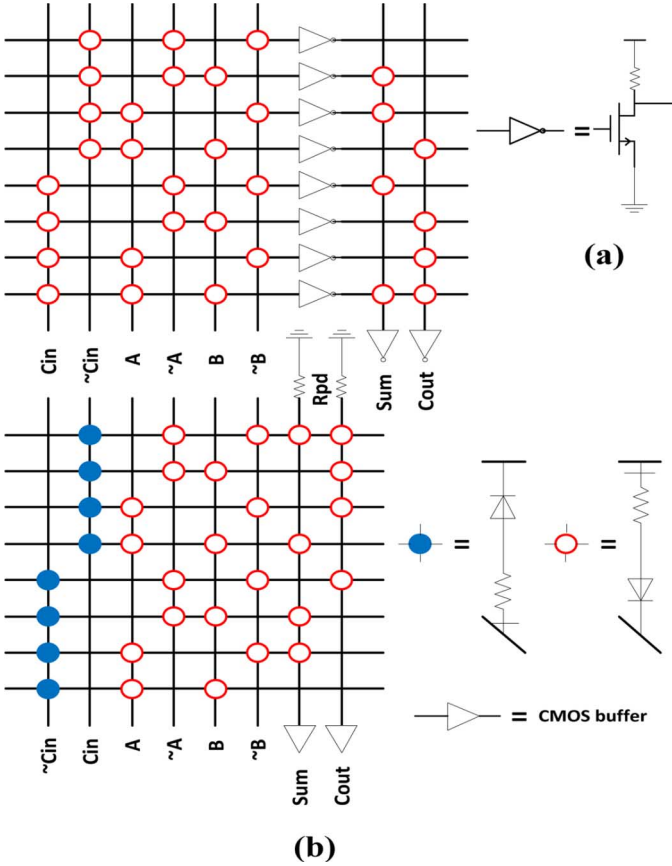 =
(a)
Cin
~Cin
A
~A
B
~B
Rpd
Sum
Cout
=
=
= CMOS buffer
~Cin
Cin
A
~A
B
~B
Sum
Cout
(b)